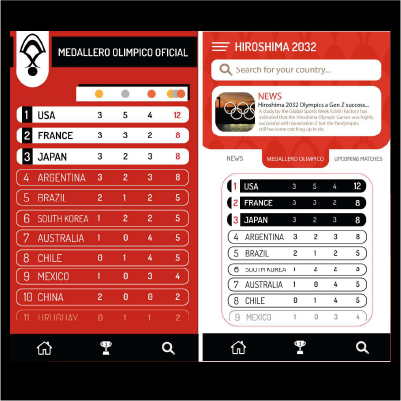 MEDALLERO OLIMPICO OFICIAL
1 USA 3 5 4 12
2 FRANCE 3 3 2 8
3 JAPAN 3 2 3 8
4 ARGENTINA 3 2 3 8
5 BRAZIL 2 1 2 5
6 SOUTH KOREA 1 2 2 5
7 AUSTRALIA 1 0 4 5
8 CHILE 0 1 4 5
9 MEXICO 1 0 3 4
10 CHINA 2 0 0 2
11 URUGUAY 0 1 1 2
HIROSHIMA 2032
Search for your country...
NEWS
Hiroshima 2032 Olympics a Gen Z success...
A study by the Global Sports Week (GSW) Factory has
indicated that the Hiroshima Olympic Games was highly
successful with Generation Z but the Paralympics
still has some catching up to do.
NEWS MEDALLERO OLIMPICO UPCOMING MATCHES
1 USA 3 5 4 12
2 FRANCE 3 3 2 8
3 JAPAN 3 2 3 8
4 ARGENTINA 3 2 3 8
5 BRAZIL 2 1 2 5
6 SOUTH KOREA 1 2 2 5
7 AUSTRALIA 1 0 4 5
8 CHILE 0 1 4 5
9 MEXICO 1 0 3 4